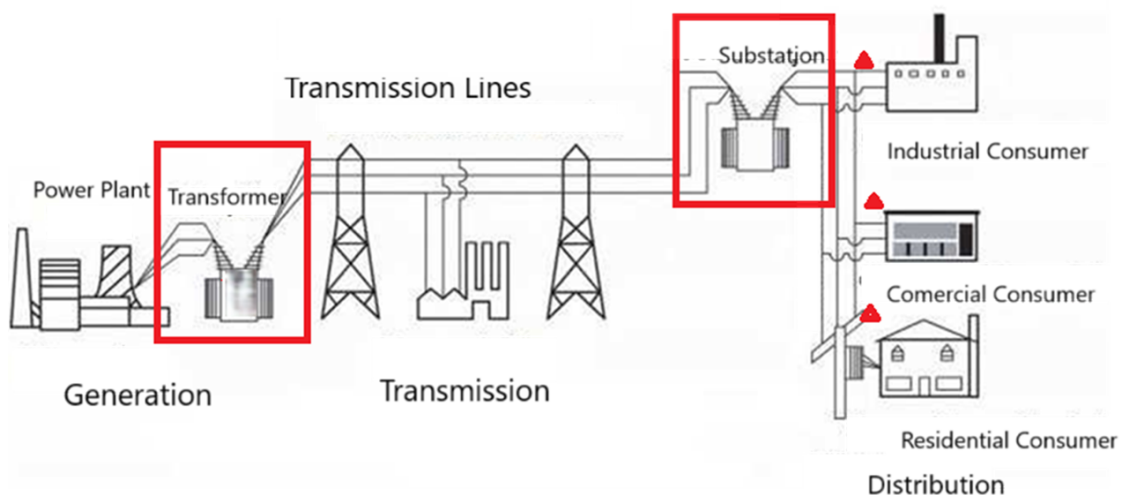 Substation
Transmission Lines
Industrial Consumer
Power Plant
Transformer
Comercial Consumer
Generation
Transmission
Residential Consumer
Distribution